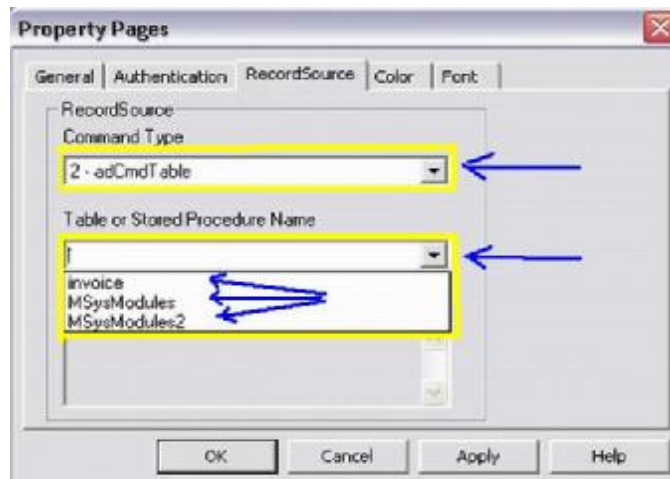 Property Pages
General Authentication RecordSource Color Font
RecordSource
Command Type
2 - adCmdTable
Table or Stored Procedure Name
invoice
MSysModules
MSysModules2
OK Cancel Apply Help